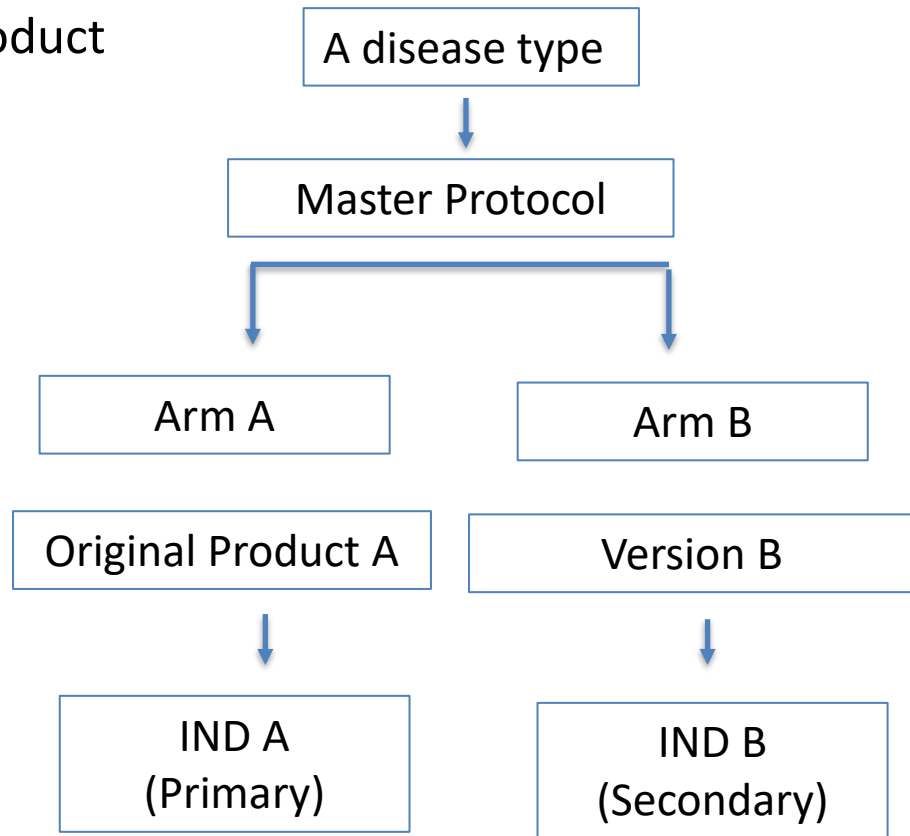 A disease type
Master Protocol
Arm A
Arm B
Original Product A
Version B
IND A
(Primary)
IND B
(Secondary)